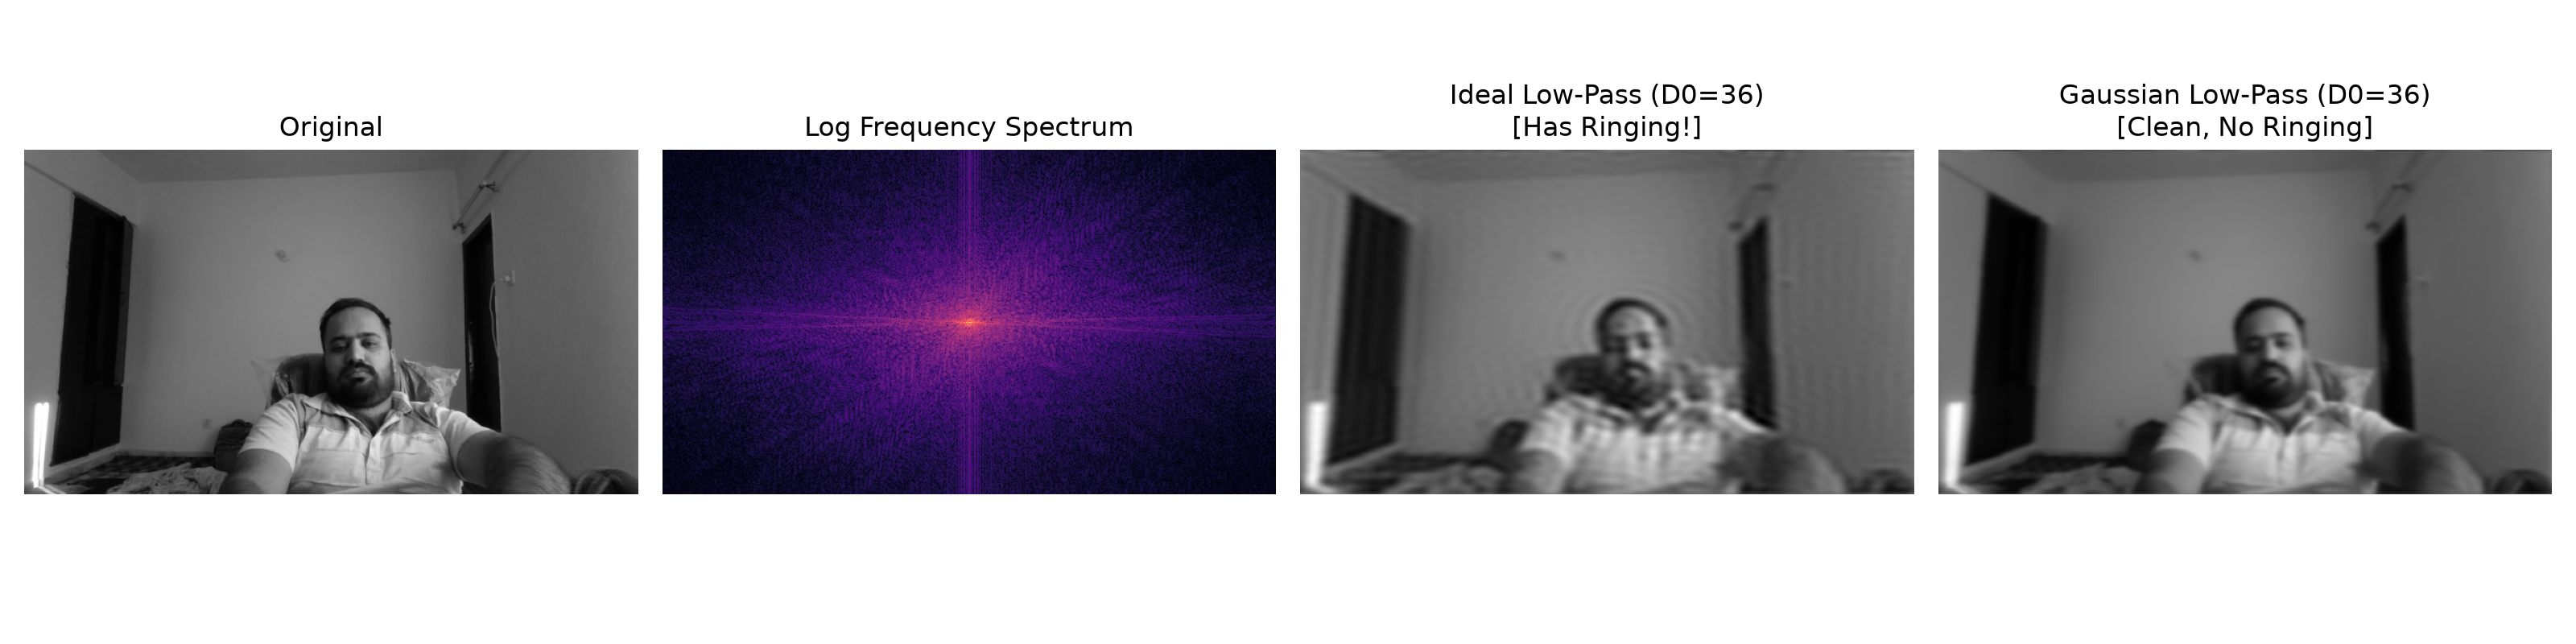 Original
Log Frequency Spectrum
Ideal Low-Pass (D0=36)
[Has Ringing!]
Gaussian Low-Pass (D0=36)
[Clean, No Ringing]